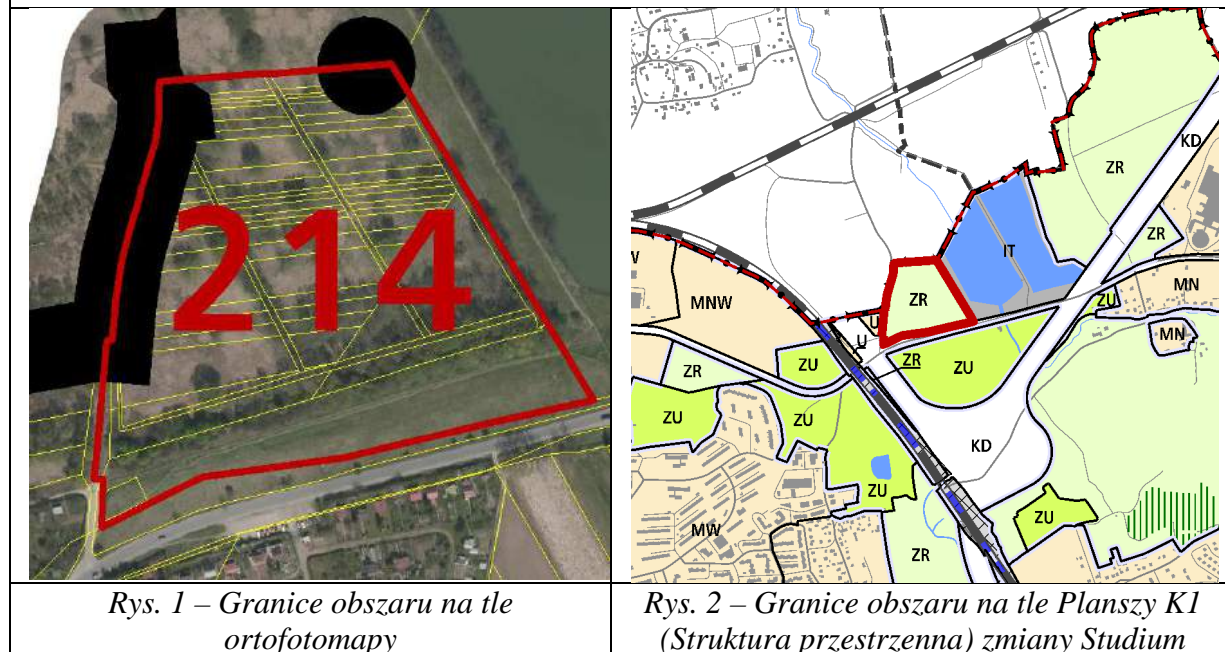 214
KD
ZR
ZR
IT
W
MNW
ZR
ZU
MN
U
U
ZR
MN
ZU
ZU
ZR
ZU
ZU
KD
ZU
ZU
MW
ZR
Rys. 1 – Granice obszaru na tle
ortofotomapy
Rys. 2 – Granice obszaru na tle Planszy K1
(Struktura przestrzenna) zmiany Studium